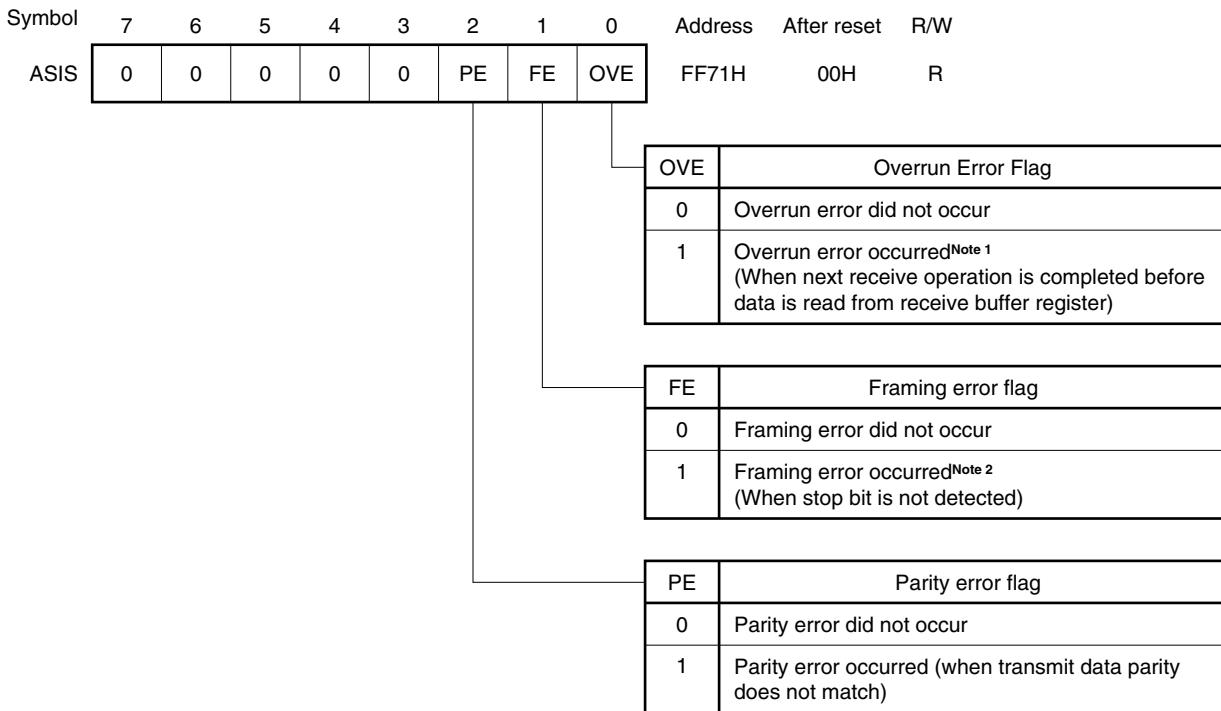 Symbol 7 6 5 4 3 2 1 0 Address After reset R/W
ASIS 0 0 0 0 0 PE FE OVE FF71H 00H R
OVE Overrun Error Flag
0 Overrun error did not occur
1 Overrun error occurredNote 1
(When next receive operation is completed before
data is read from receive buffer register)
FE Framing error flag
0 Framing error did not occur
1 Framing error occurredNote 2
(When stop bit is not detected)
PE Parity error flag
0 Parity error did not occur
1 Parity error occurred (when transmit data parity
does not match)